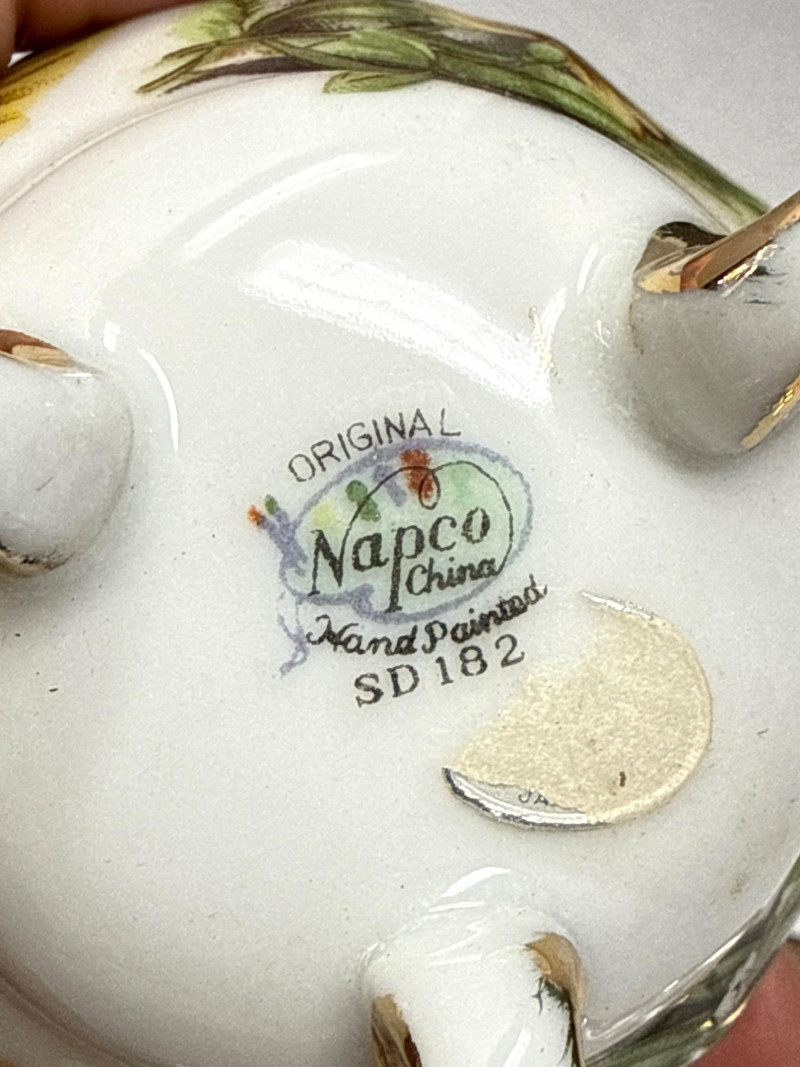 ORIGINAL
Napco
China
Hand Painted
SD182